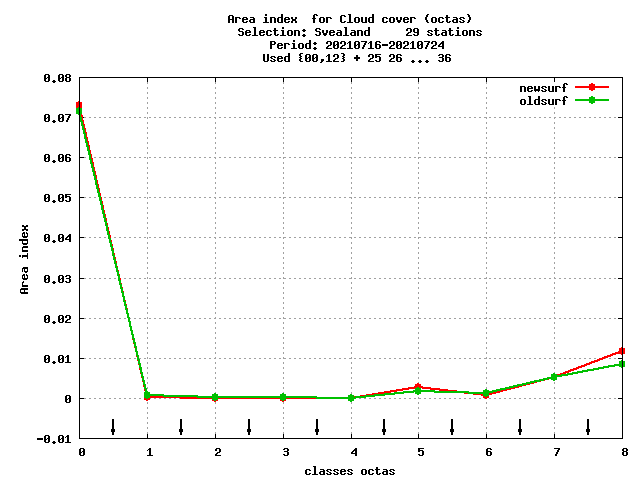 Area index  for Cloud cover (octas)
Selection: Svealand     29 stations
Period: 20210716-20210724
Used {00,12} + 25 26 ... 36
newsurf
oldsurf
0.08
0.07
0.06
0.05
0.04
0.03
0.02
0.01
0
-0.01
Area index
0 1 2 3 4 5 6 7 8
classes octas